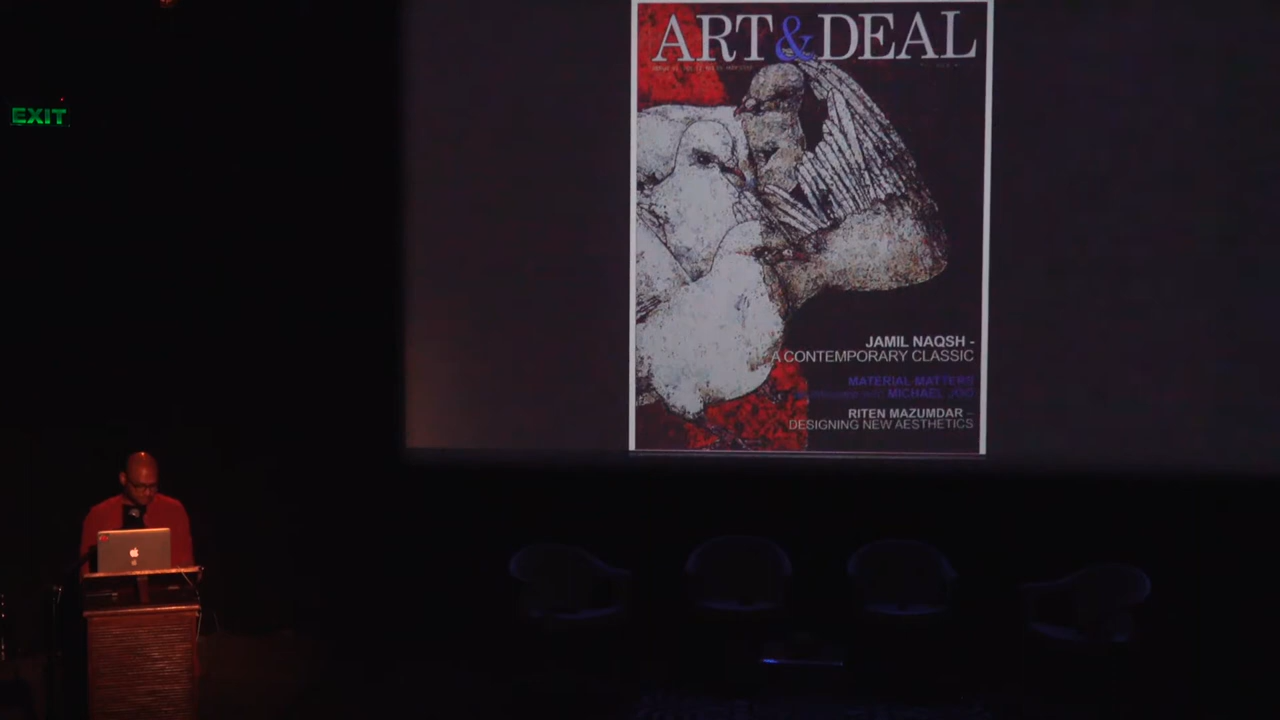 EXIT
ART&DEAL
JAMIL NAQSH -
A CONTEMPORARY CLASSIC
MATERIAL MATTERS
MICHAEL JOO
RITEN MAZUMDAR -
DESIGNING NEW AESTHETICS